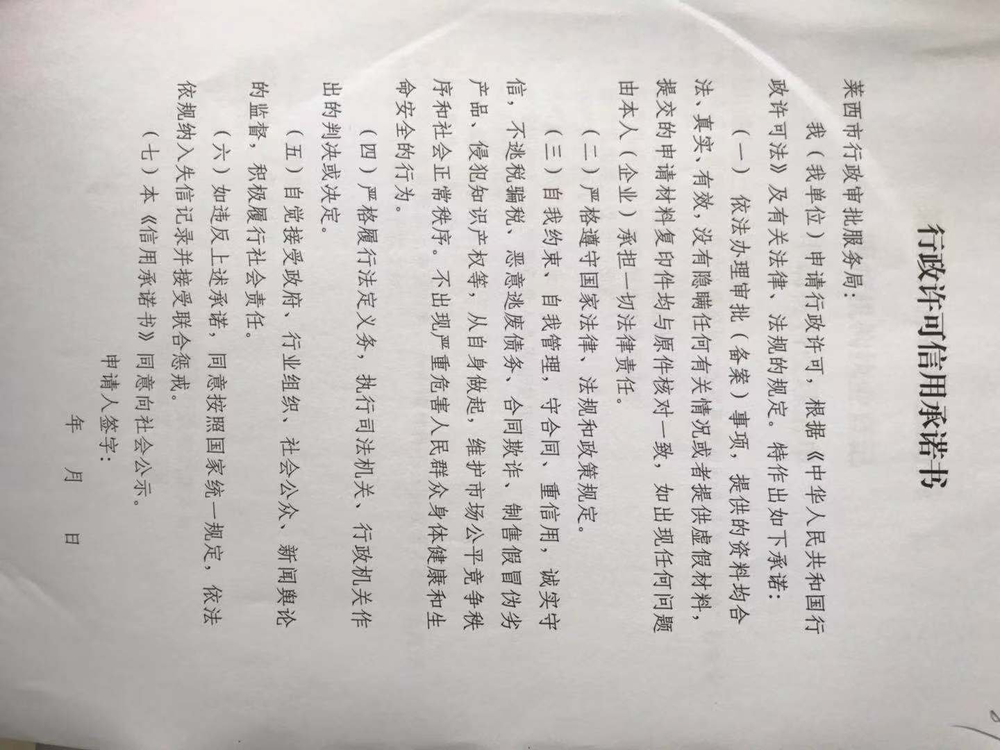 行政许可信用承诺书
莱西市行政审批服务局：
我（我单位）申请行政许可，根据《中华人民共和国行
政许可法》及有关法律、法规的规定。特作出如下承诺：
（一） 依法办理审批（备案）事项，提供的资料均合
法、真实、有效，没有隐瞒任何有关情况或者提供虚假材料，
提交的申请材料复印件均与原件核对一致，如出现任何问题
由本人（企业）承担一切法律责任。
（二）严格遵守国家法律、法规和政策规定。
（三）自我约束、自我管理，守合同、重信用，诚实守
信，不逃税骗税、恶意逃废债务、合同欺诈、制售假冒伪劣
产品、侵犯知识产权等，从自身做起，维护市场公平竞争秩
序和社会正常秩序。不出现严重危害人民群众身体健康和生
命安全的行为。
（四）严格履行法定义务，执行司法机关、行政机关作
出的判决或决定。
（五）自觉接受政府、行业组织、社会公众、新闻舆论
的监督，积极履行社会责任。
（六）如违反上述承诺，同意按照国家统一规定，依法
依规纳入失信记录并接受联合惩戒。
（七）本《信用承诺书》同意向社会公示。
申请人签字：
年 月 日